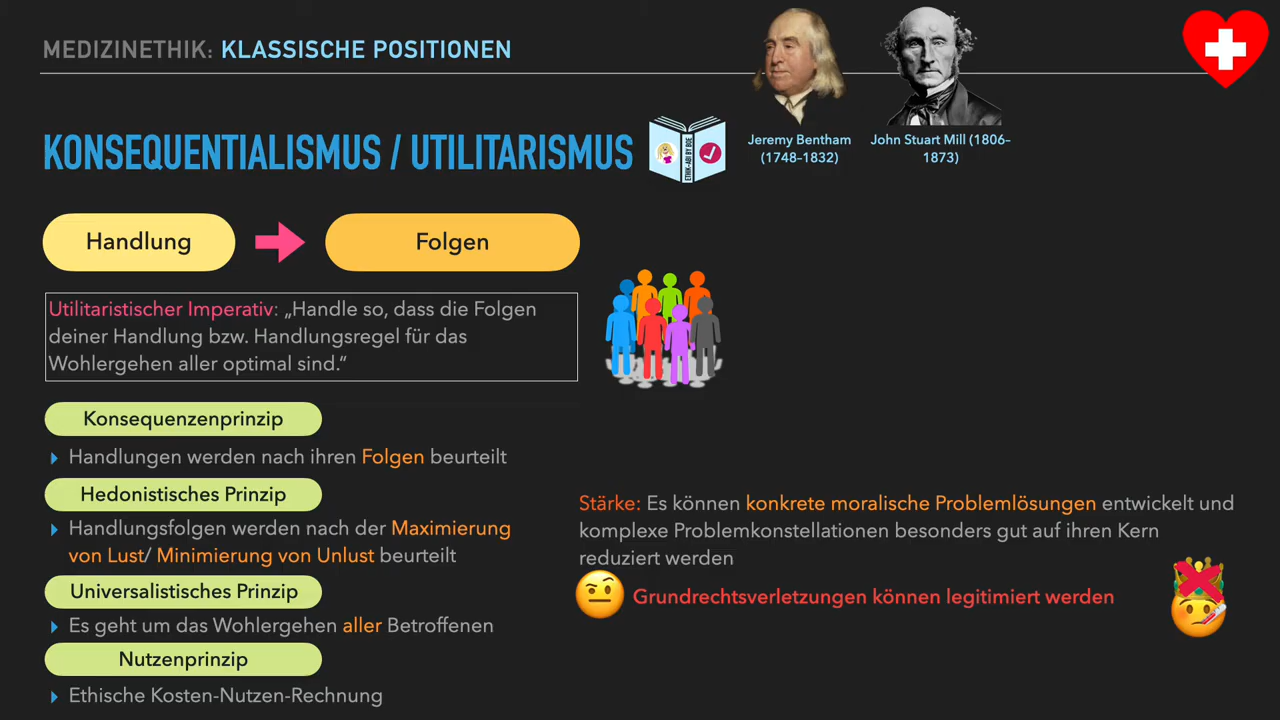 MEDIZINETHIK: KLASSISCHE POSITIONEN
KONSEQUENTIALISMUS / UTILITARISMUS
ETHIK-ABI BY BOE
Jeremy Bentham
(1748–1832)
John Stuart Mill (1806–
1873)
Handlung
Folgen
Utilitaristischer Imperativ: „Handle so, dass die Folgen
deiner Handlung bzw. Handlungsregel für das
Wohlergehen aller optimal sind.“
Konsequenzenprinzip
Handlungen werden nach ihren Folgen beurteilt
Hedonistisches Prinzip
Handlungsfolgen werden nach der Maximierung
von Lust/ Minimierung von Unlust beurteilt
Universalistisches Prinzip
Es geht um das Wohlergehen aller Betroffenen
Nutzenprinzip
Ethische Kosten-Nutzen-Rechnung
Stärke: Es können konkrete moralische Problemlösungen entwickelt und
komplexe Problemkonstellationen besonders gut auf ihren Kern
reduziert werden
Grundrechtsverletzungen können legitimiert werden